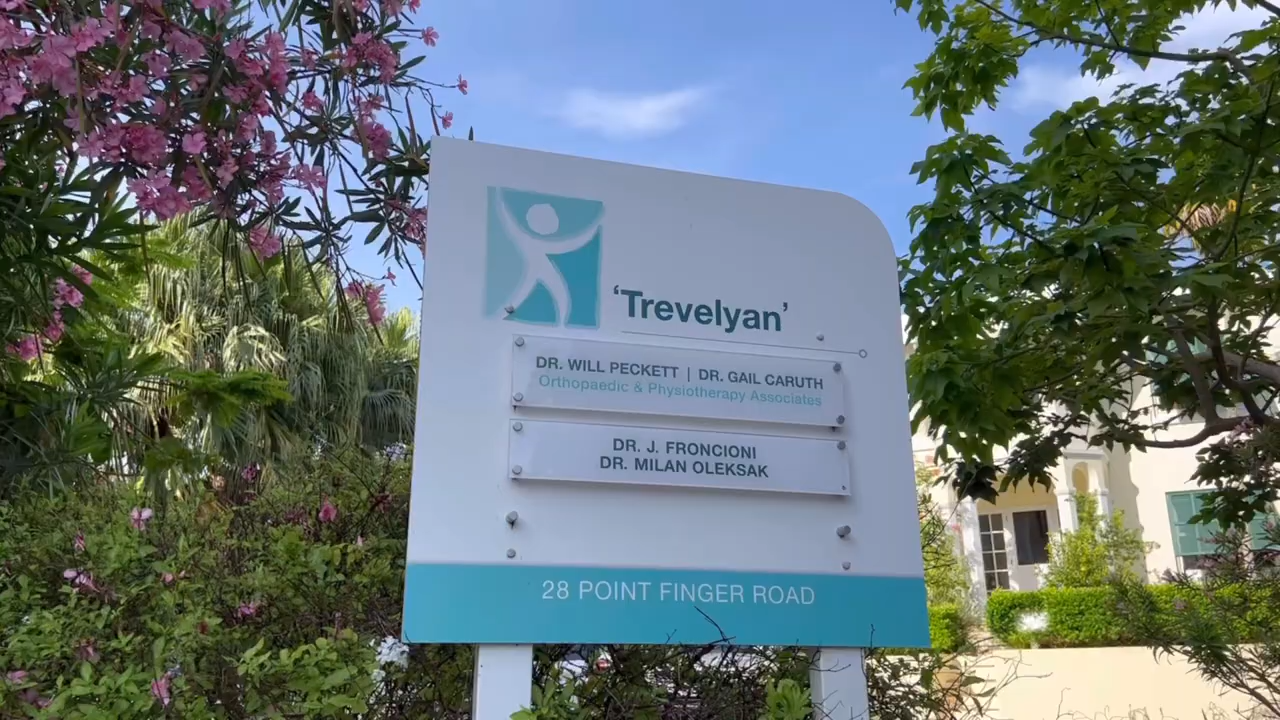 ‘Trevelyan’
DR. WILL PECKETT | DR. GAIL CARUTH
Orthopaedic & Physiotherapy Associates
DR. J. FRONCIONI
DR. MILAN OLEKSAK
28 POINT FINGER ROAD